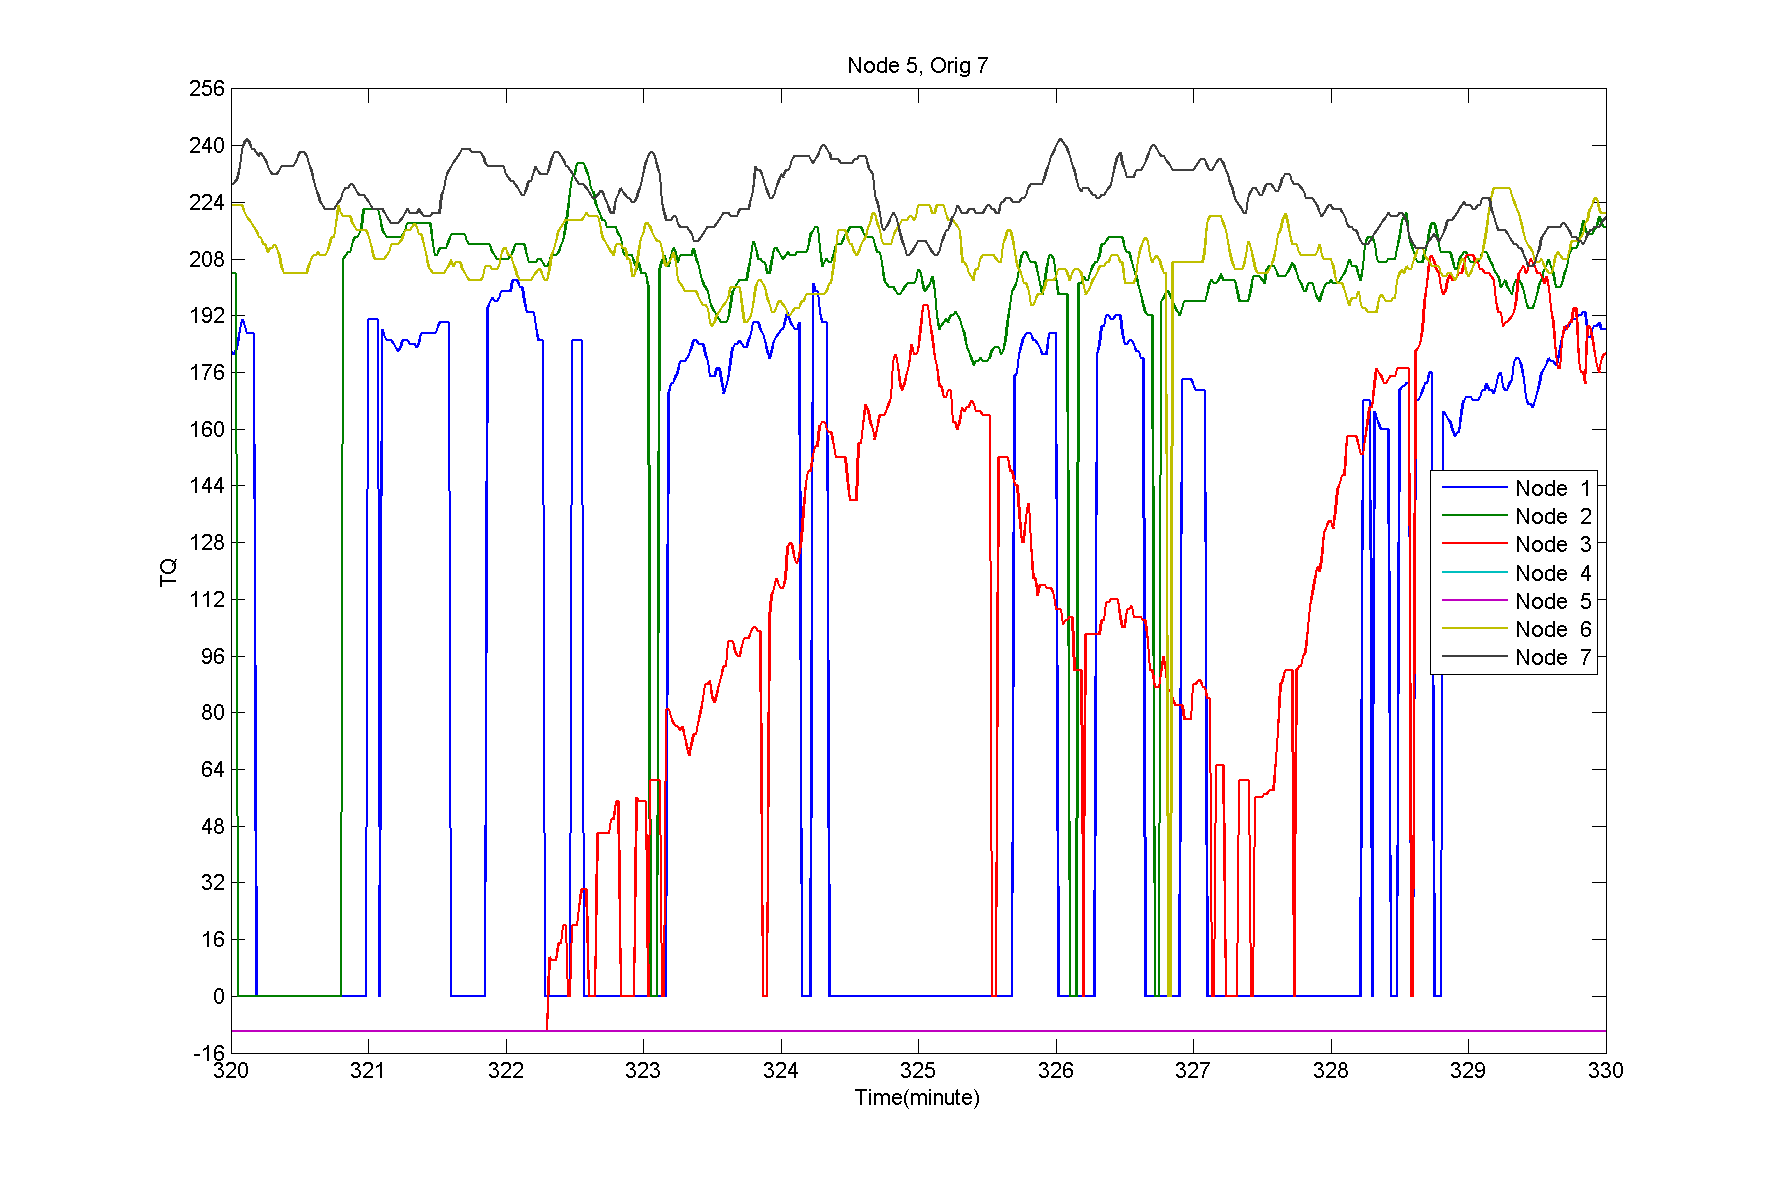 Node 5, Orig 7
256
240
224
208
192
176
160
144
128
112
96
80
64
48
32
16
0
-16
TQ
320 321 322 323 324 325 326 327 328 329 330
Time(minute)
Node 1
Node 2
Node 3
Node 4
Node 5
Node 6
Node 7